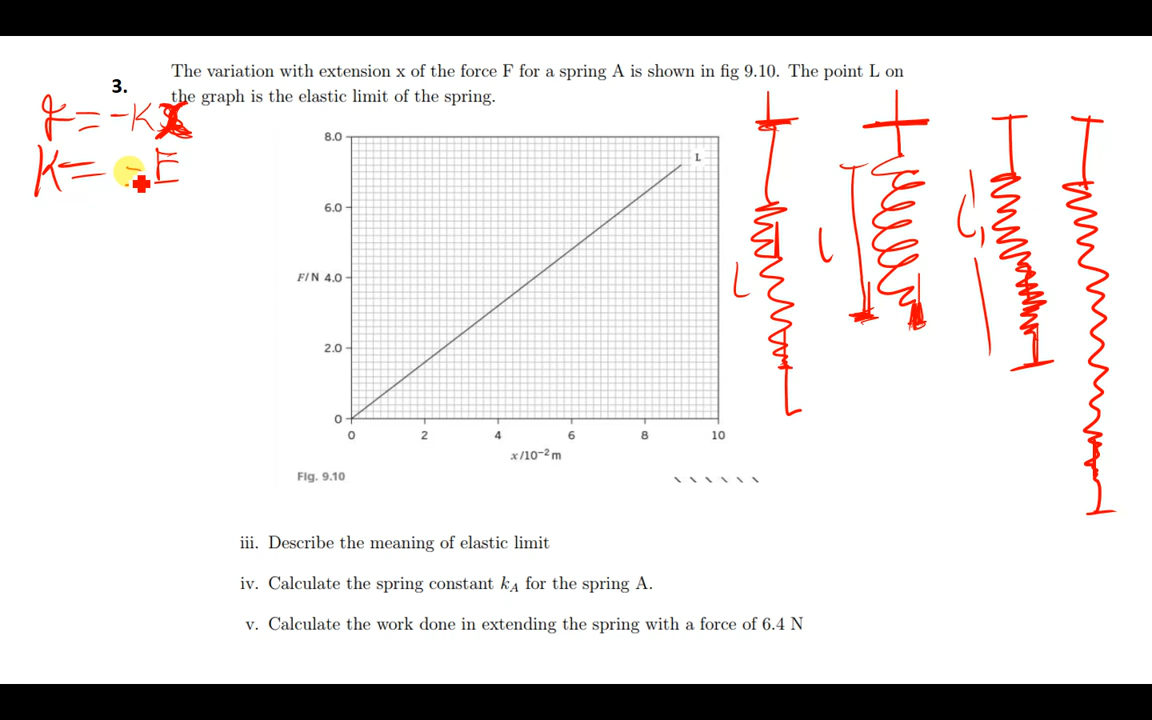 The variation with extension x of the force F for a spring A is shown in fig 9.10. The point L on
3.
the graph is the elastic limit of the spring.
F = -K
K = - F
8.0
L
6.0
F/N 4.0
2.0
0
0 2 4 6 8 10
x/10⁻² m
Fig. 9.10
L
l
l₁
iii. Describe the meaning of elastic limit
iv. Calculate the spring constant k_A for the spring A.
v. Calculate the work done in extending the spring with a force of 6.4 N